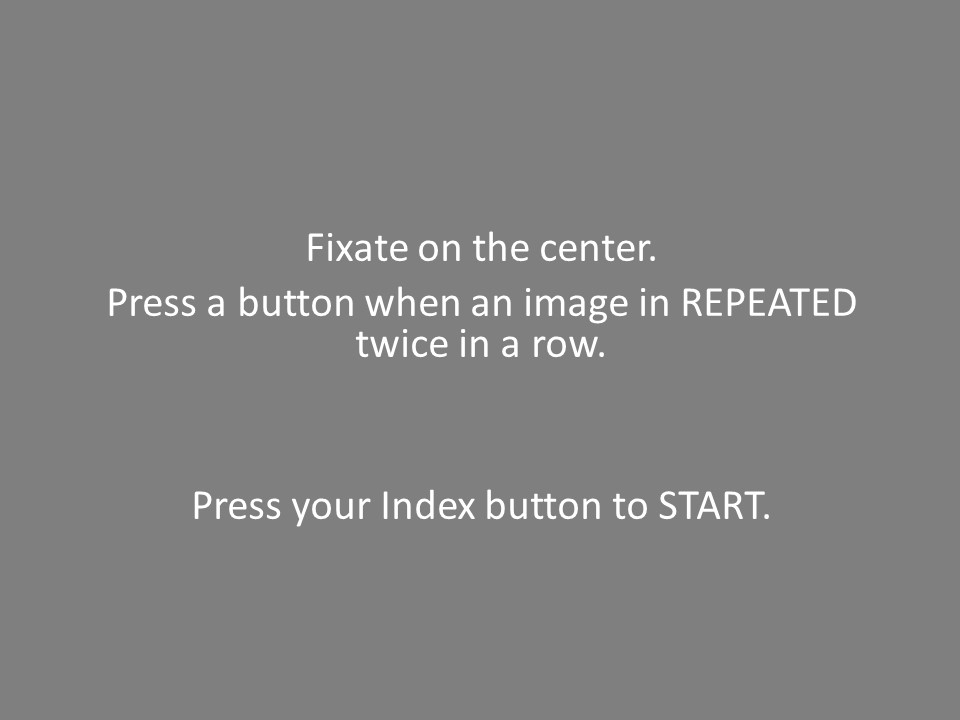 Fixate on the center.
Press a button when an image in REPEATED
twice in a row.
Press your Index button to START.